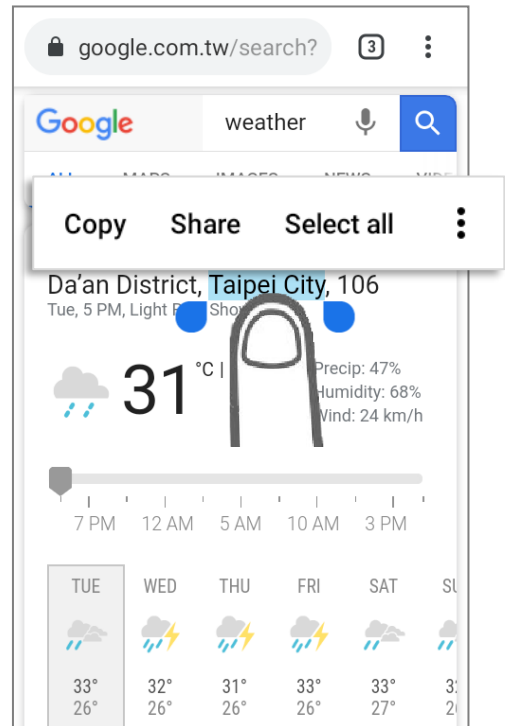 google.com.tw/search? 3
Google weather
Copy Share Select all
Da'an District, Taipei City, 106
Tue, 5 PM, Light
31 °C |
Precip: 47%
Humidity: 68%
Wind: 24 km/h
7 PM 12 AM 5 AM 10 AM 3 PM
TUE WED THU FRI SAT
33° 32° 31° 33° 33°
26° 26° 26° 26° 27°